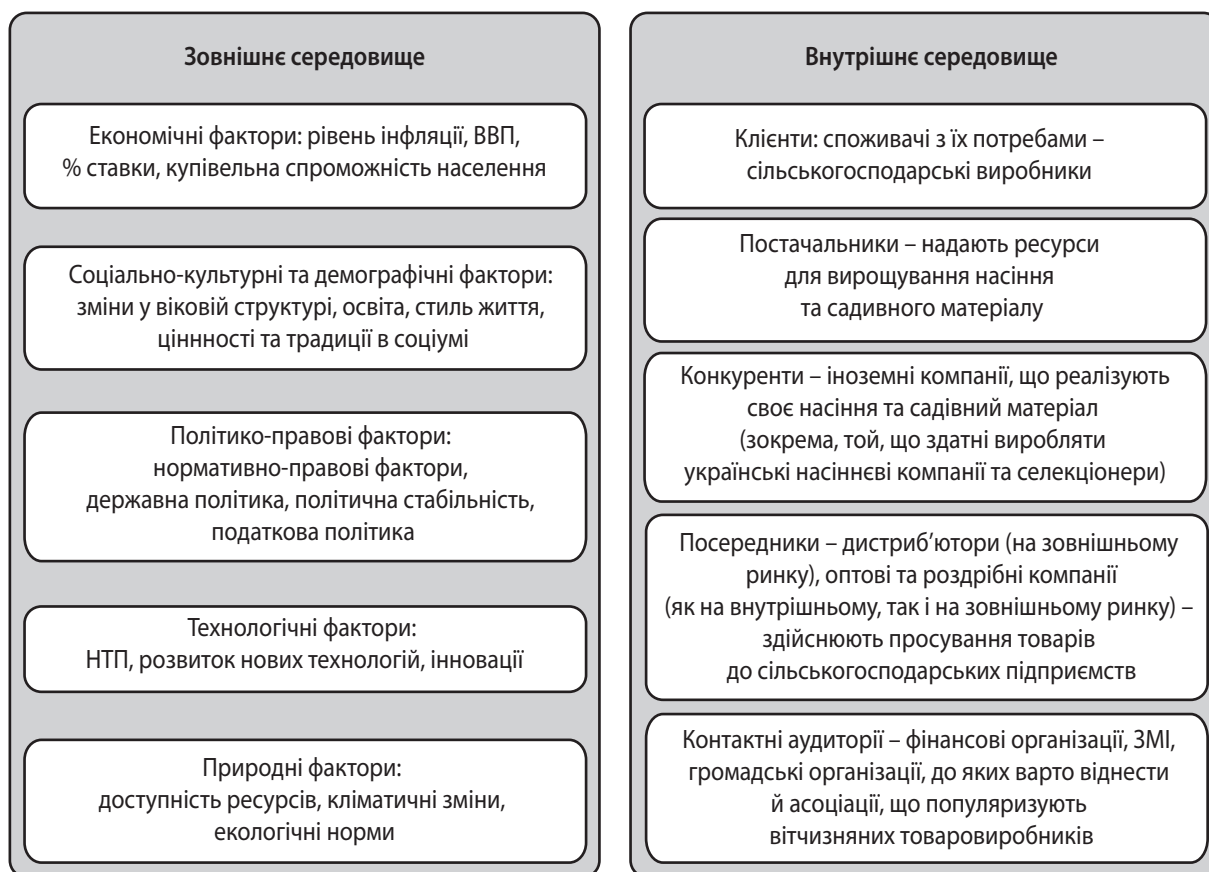 Зовнішнє середовище
Економічні фактори: рівень інфляції, ВВП,
% ставки, купівельна спроможність населення
Соціально-культурні та демографічні фактори:
зміни у віковій структурі, освіта, стиль життя,
ціннності та традиції в соціумі
Політико-правові фактори:
нормативно-правові фактори,
державна політика, політична стабільність,
податкова політика
Технологічні фактори:
НТП, розвиток нових технологій, інновації
Природні фактори:
доступність ресурсів, кліматичні зміни,
екологічні норми
Внутрішнє середовище
Клієнти: споживачі з їх потребами –
сільськогосподарські виробники
Постачальники – надають ресурси
для вирощування насіння
та садивного матеріалу
Конкуренти – іноземні компанії, що реалізують
своє насіння та садівний матеріал
(зокрема, той, що здатні виробляти
українські насіннєві компанії та селекціонери)
Посередники – дистриб’ютори (на зовнішньому
ринку), оптові та роздрібні компанії
(як на внутрішньому, так і на зовнішньому ринку) –
здійснюють просування товарів
до сільськогосподарських підприємств
Контактні аудиторії – фінансові організації, ЗМІ,
громадські організації, до яких варто віднести
й асоціації, що популяризують
вітчизняних товаровиробників